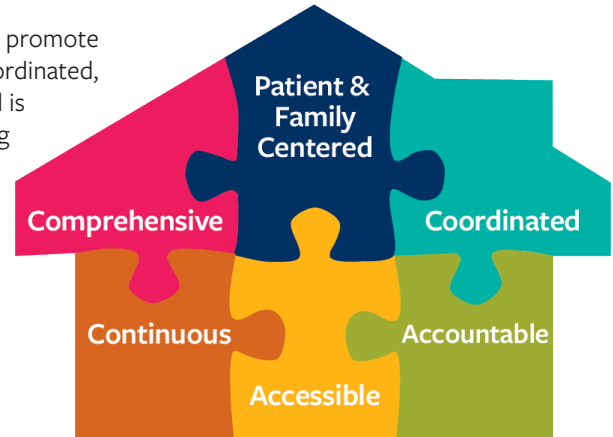 promote
ordinated,
is
Patient &
Family
Centered
Comprehensive
Coordinated
Continuous
Accountable
Accessible